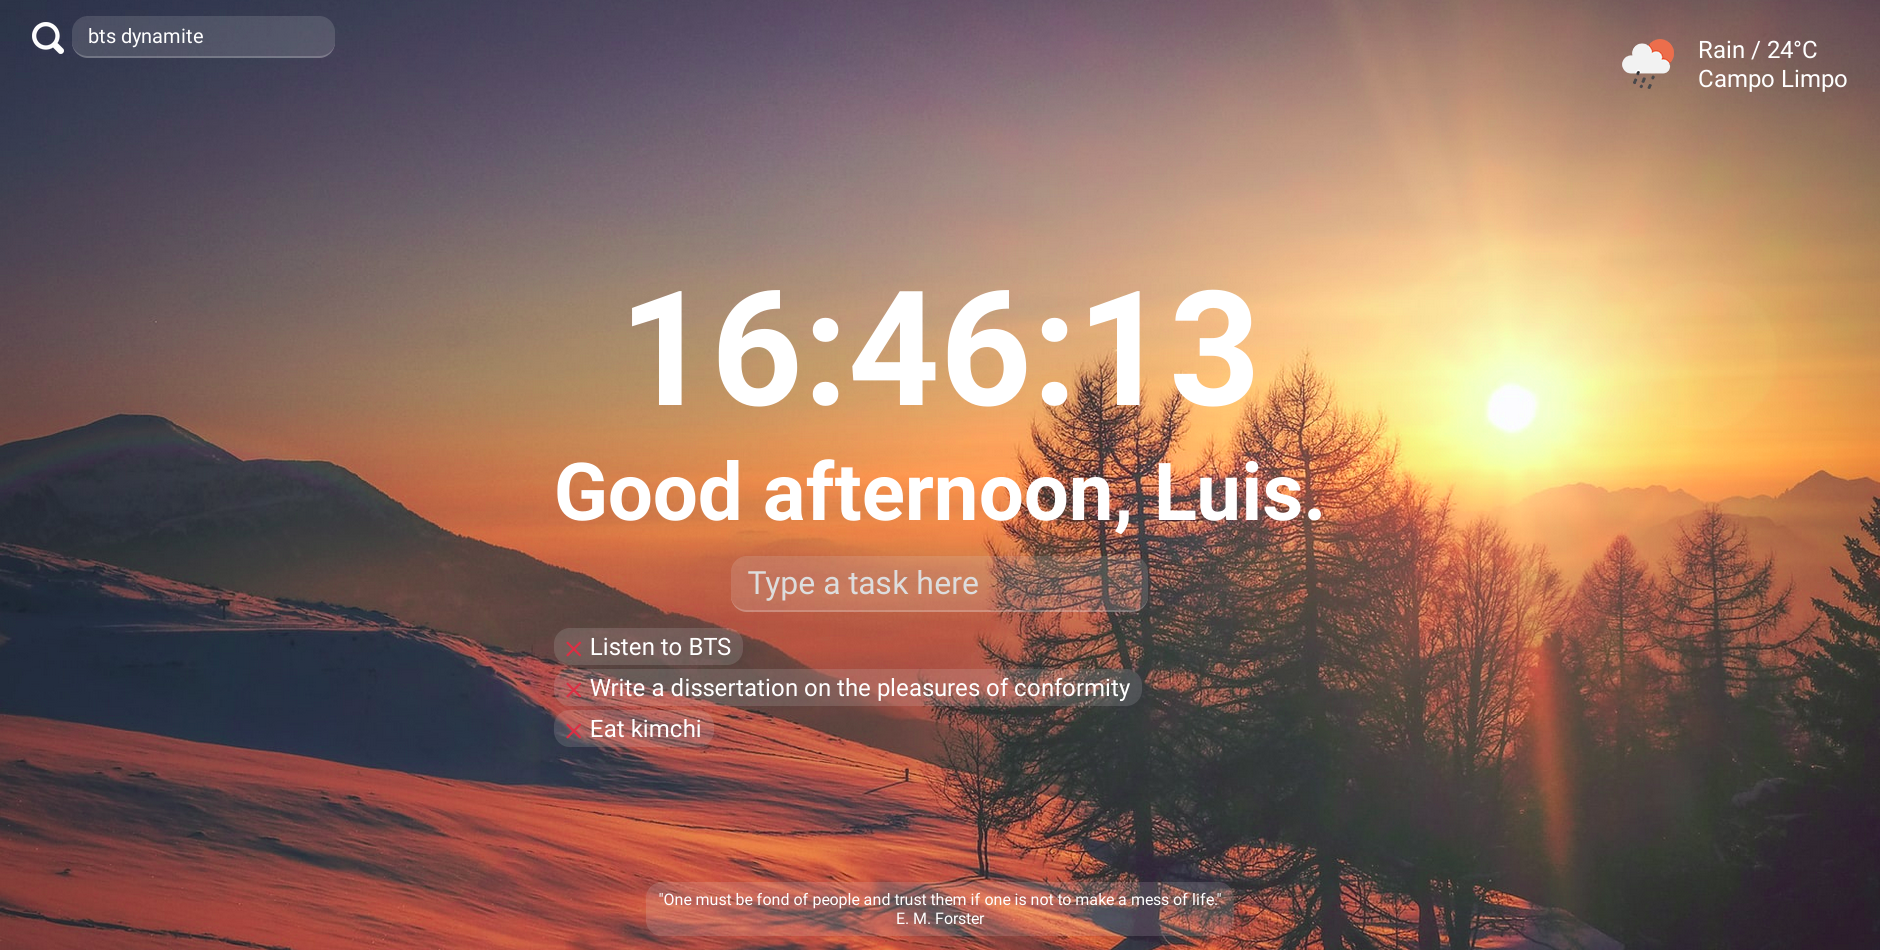 bts dynamite
Rain / 24°C
Campo Limpo
16:46:13
Good afternoon, Luis.
Type a task here
Listen to BTS
Write a dissertation on the pleasures of conformity
Eat kimchi
"One must be fond of people and trust them if one is not to make a mess of life."
E. M. Forster